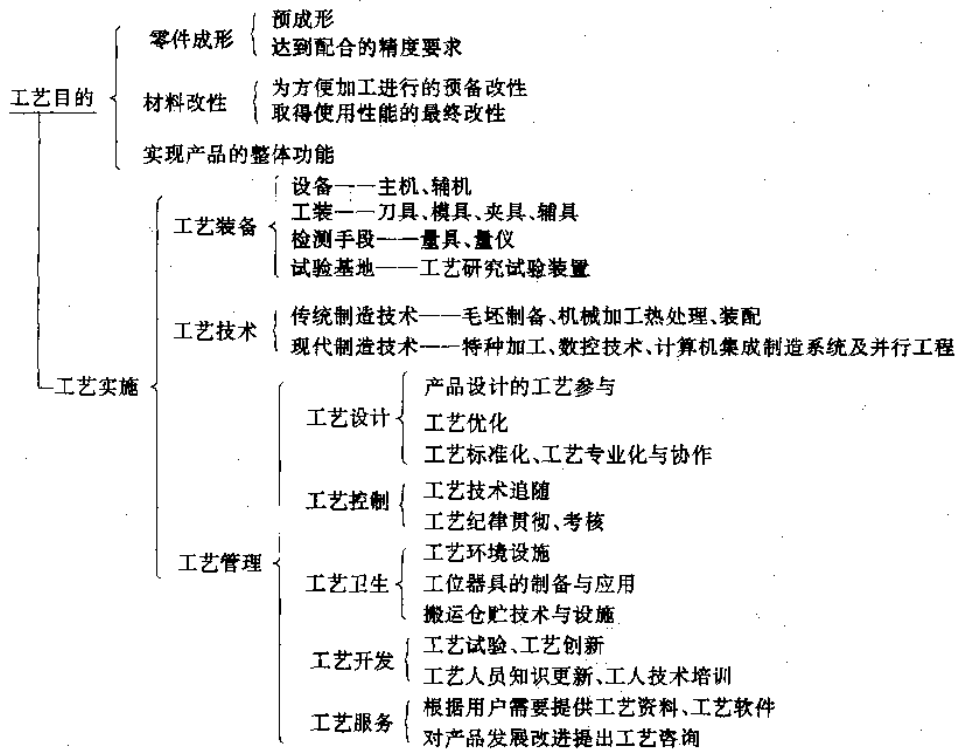 预成形
零件成形
达到配合的精度要求
工艺目的
为方便加工进行的预备改性
材料改性
取得使用性能的最终改性
实现产品的整体功能
设备——主机、辅机
工装——刀具、模具、夹具、辅具
工艺装备
检测手段——量具、量仪
试验基地——工艺研究试验装置
传统制造技术——毛坯制备、机械加工热处理、装配
工艺技术
现代制造技术——特种加工、数控技术、计算机集成制造系统及并行工程
工艺实施
产品设计的工艺参与
工艺设计
工艺优化
工艺标准化、工艺专业化与协作
工艺技术追随
工艺控制
工艺纪律贯彻、考核
工艺管理
工艺环境设施
工艺卫生
工位器具的制备与应用
搬运仓贮技术与设施
工艺试验、工艺创新
工艺开发
工艺人员知识更新、工人技术培训
根据用户需要提供工艺资料、工艺软件
工艺服务
对产品发展改进提出工艺咨询